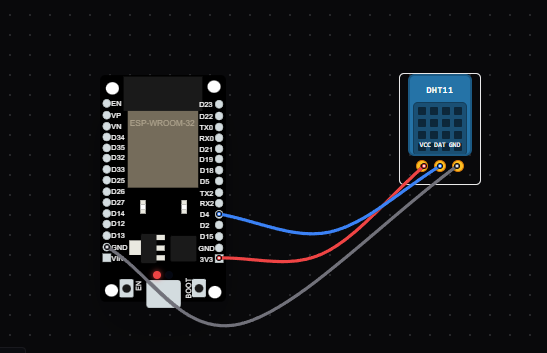 EN
VP
VN
D34
D35
D32
D33
D25
D26
D27
D14
D12
D13
GND
VIN
ESP-WROOM-32
D23
D22
TX0
RX0
D21
D19
D18
D5
TX2
RX2
D4
D2
D15
GND
3V3
EN
BOOT
DHT11
VCC DAT GND